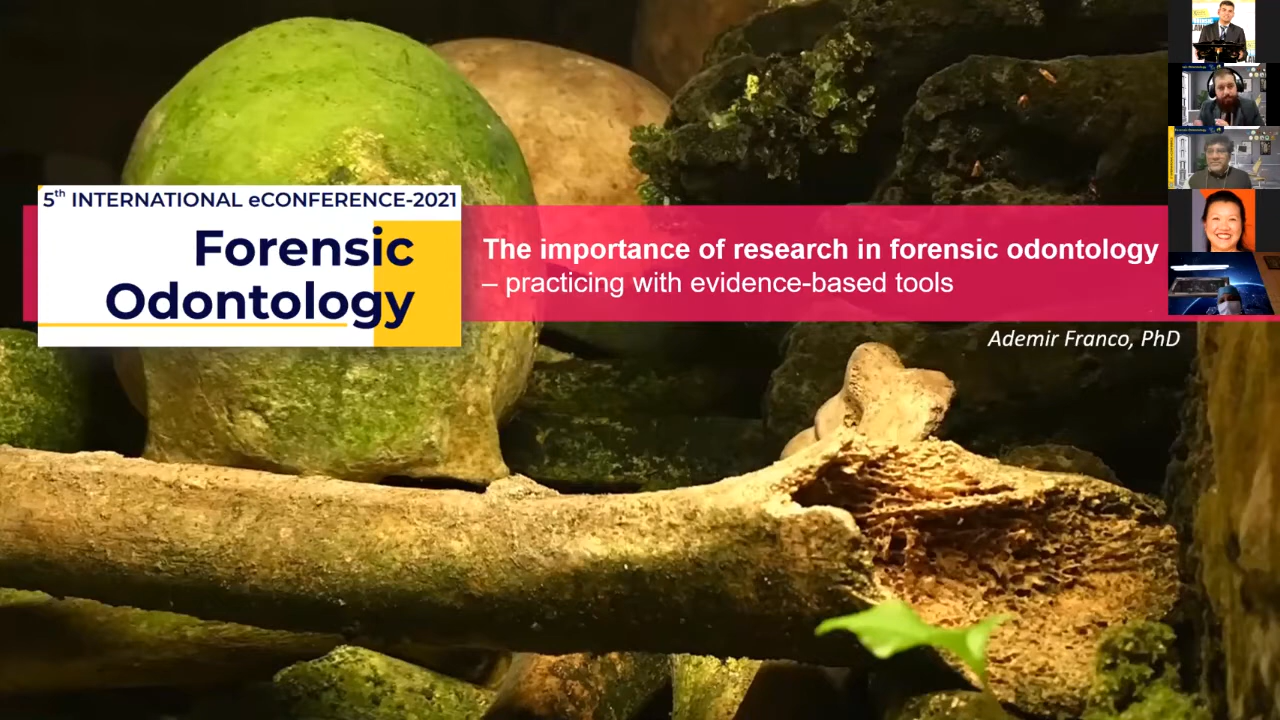 5th INTERNATIONAL eCONFERENCE-2021
Forensic
Odontology
The importance of research in forensic odontology
– practicing with evidence-based tools
Ademir Franco, PhD